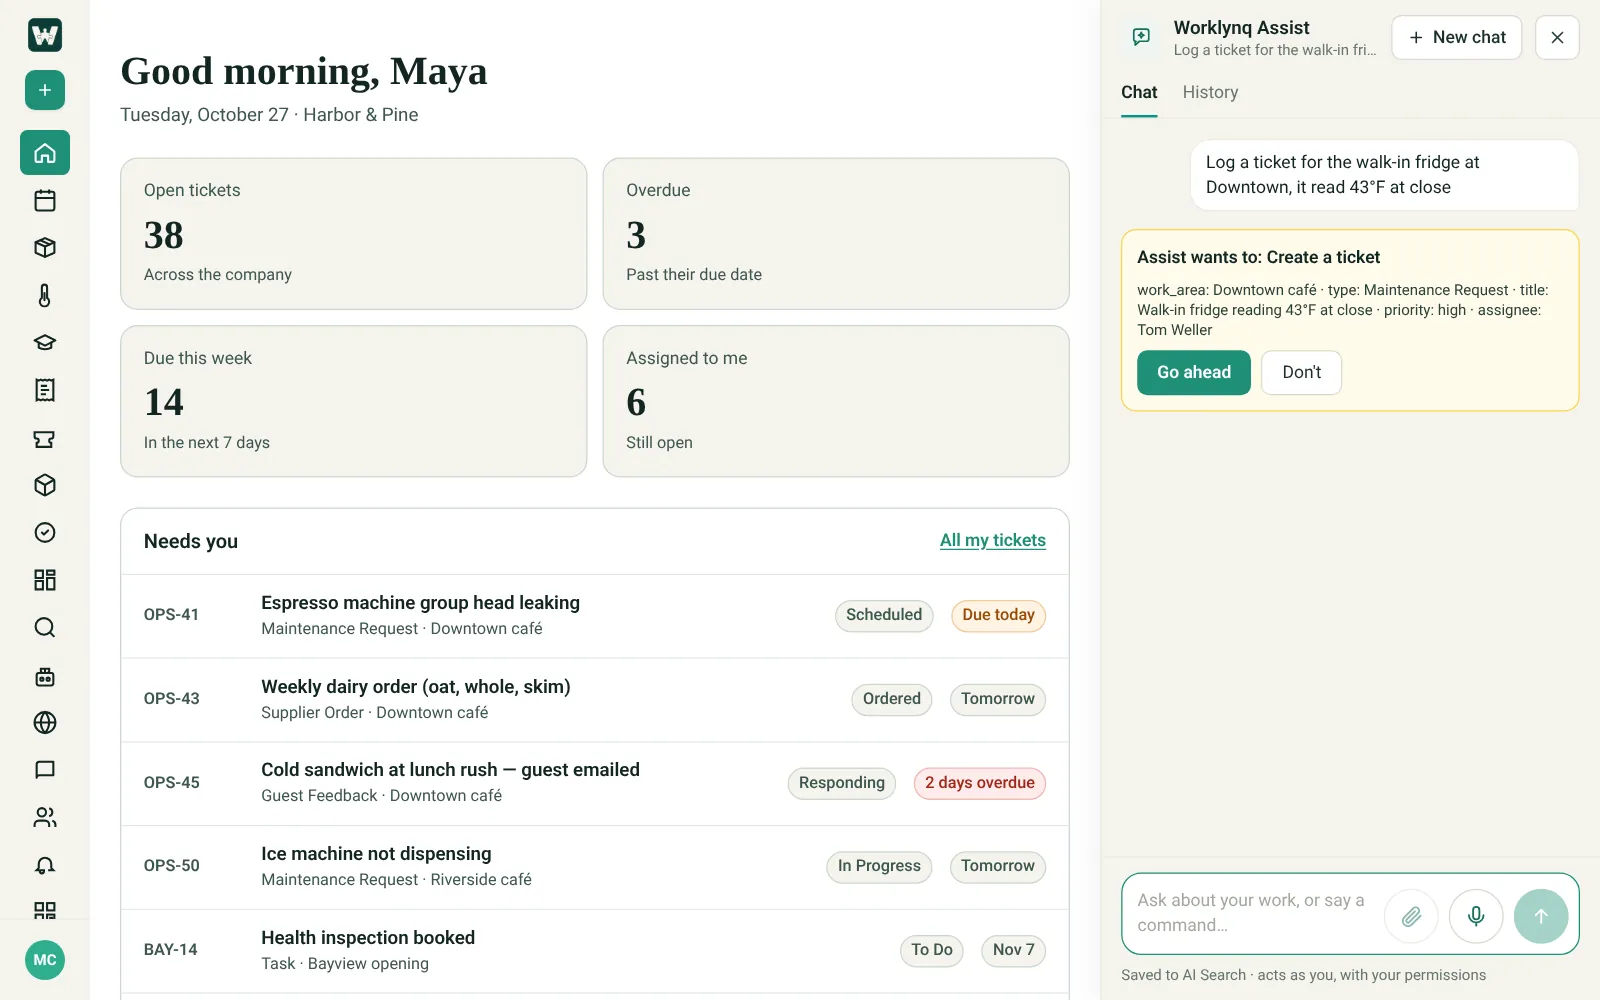 W
Good morning, Maya
Tuesday, October 27 · Harbor & Pine
Open tickets
38
Across the company
Overdue
3
Past their due date
Due this week
14
In the next 7 days
Assigned to me
6
Still open
Needs you
All my tickets
OPS-41
Espresso machine group head leaking
Maintenance Request · Downtown café
Scheduled
Due today
OPS-43
Weekly dairy order (oat, whole, skim)
Supplier Order · Downtown café
Ordered
Tomorrow
OPS-45
Cold sandwich at lunch rush — guest emailed
Guest Feedback · Downtown café
Responding
2 days overdue
OPS-50
Ice machine not dispensing
Maintenance Request · Riverside café
In Progress
Tomorrow
BAY-14
Health inspection booked
Task · Bayview opening
To Do
Nov 7
MC
Worklynq Assist
Log a ticket for the walk-in fri...
New chat
Chat
History
Log a ticket for the walk-in fridge at
Downtown, it read 43°F at close
Assist wants to: Create a ticket
work_area: Downtown café · type: Maintenance Request · title:
Walk-in fridge reading 43°F at close · priority: high · assignee:
Tom Weller
Go ahead
Don't
Ask about your work, or say a
command...
Saved to AI Search · acts as you, with your permissions